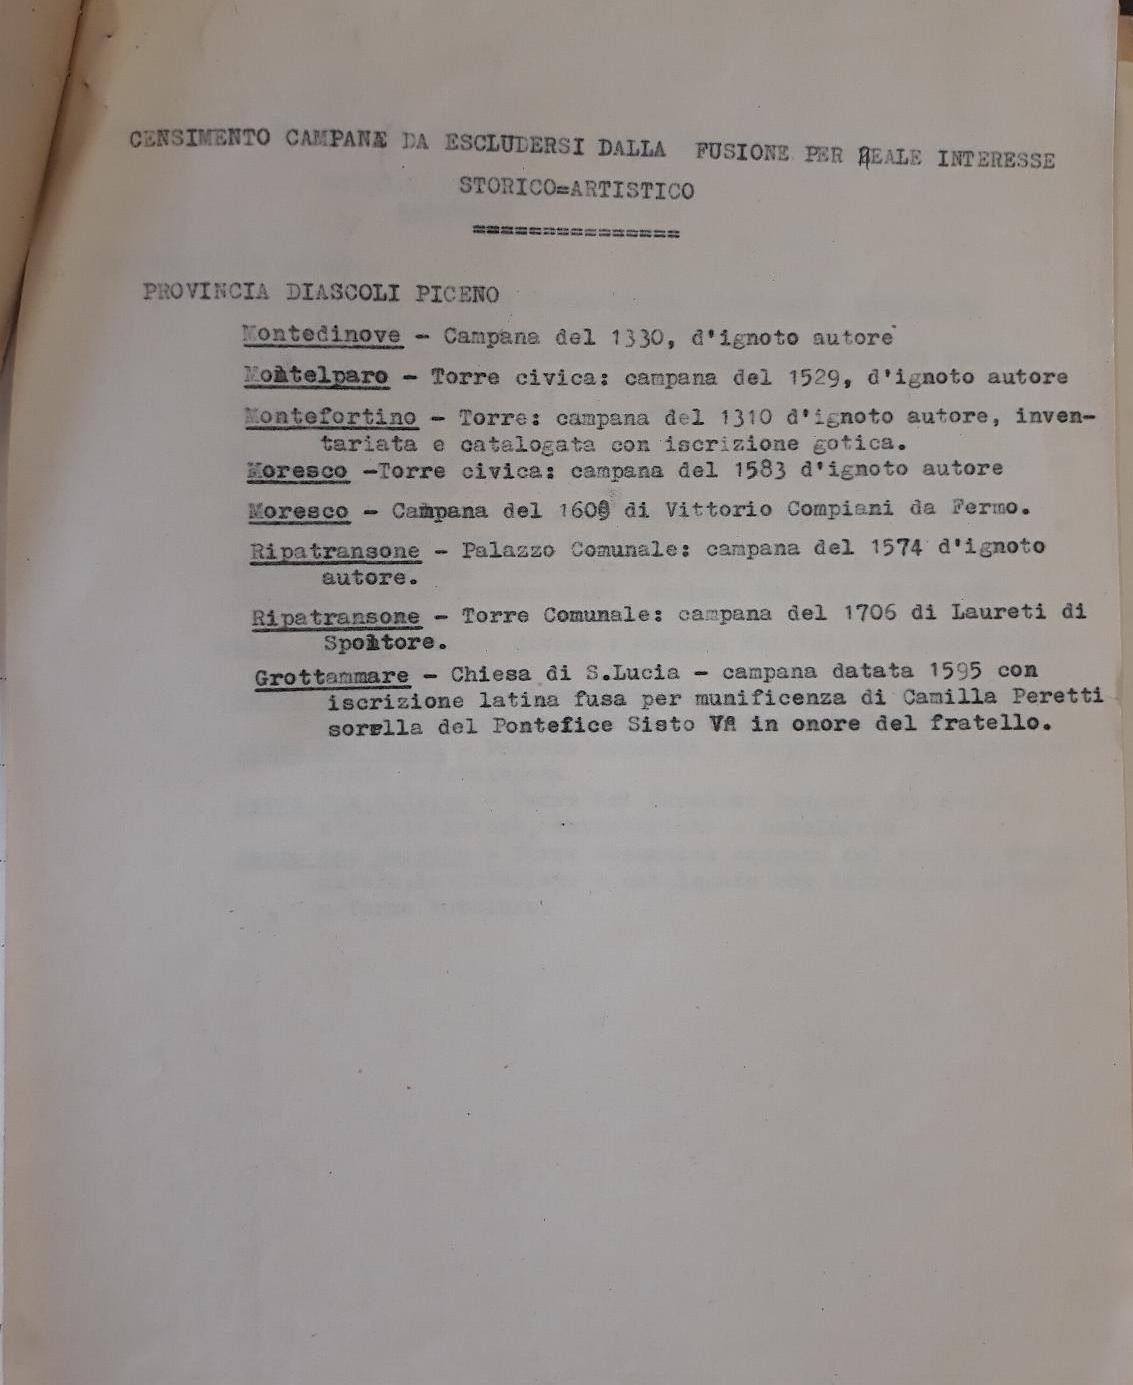 CENSIMENTO CAMPANE DA ESCLUDERSI DALLA FUSIONE PER REALE INTERESSE
STORICO=ARTISTICO
===============
PROVINCIA DIASCOLI PICENO
Montedinove - Campana del 1330, d'ignoto autore
Montelparo - Torre civica: campana del 1529, d'ignoto autore
Montefortino - Torre: campana del 1310 d'ignoto autore, inven-
tariata e catalogata con iscrizione gotica.
Moresco -Torre civica: campana del 1583 d'ignoto autore
Moresco - Campana del 1600 di Vittorio Compiani da Fermo.
Ripatransone - Palazzo Comunale: campana del 1574 d'ignoto
autore.
Ripatransone - Torre Comunale: campana del 1706 di Laureti di
Spoltore.
Grottammare - Chiesa di S.Lucia - campana datata 1595 con
iscrizione latina fusa per munificenza di Camilla Peretti
sorella del Pontefice Sisto V in onore del fratello.